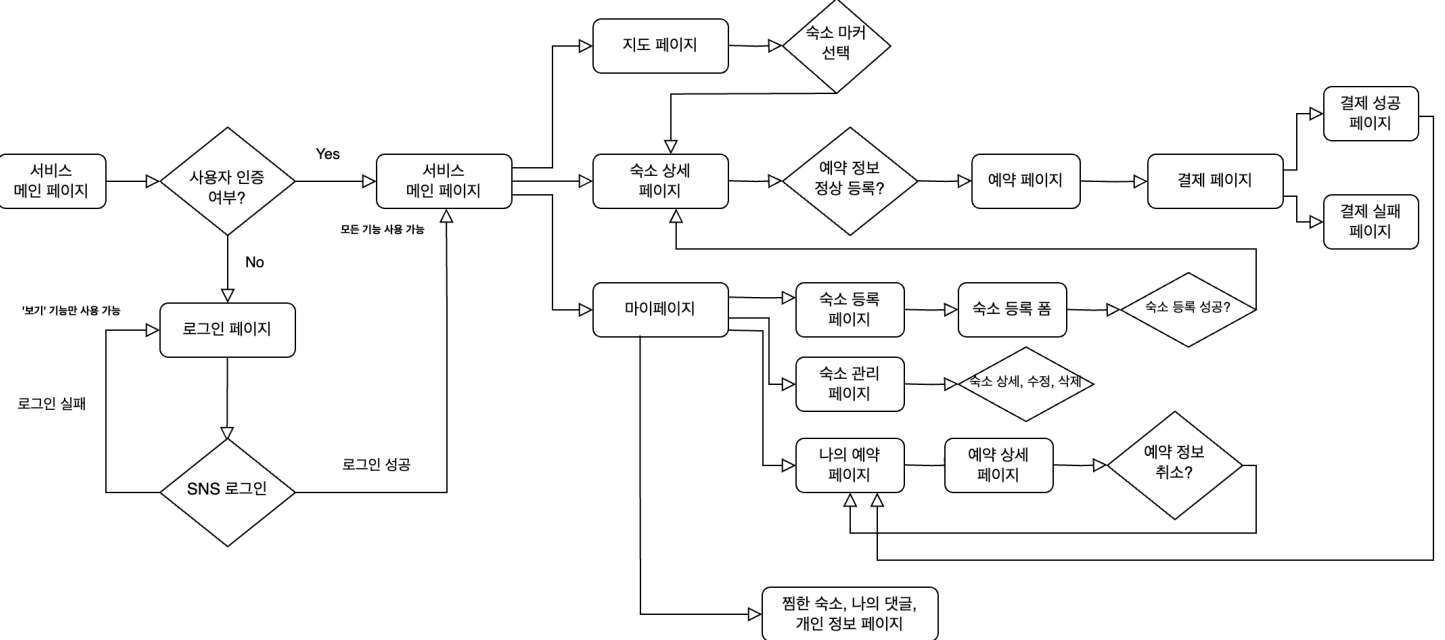 숙소 마커
선택
지도 페이지
결제 성공
페이지
서비스
메인 페이지
사용자 인증
여부?
Yes
서비스
메인 페이지
모든 기능 사용 가능
숙소 상세
페이지
예약 정보
정상 등록?
예약 페이지
결제 페이지
결제 실패
페이지
No
'보기' 기능만 사용 가능
로그인 페이지
로그인 실패
SNS 로그인
로그인 성공
마이페이지
숙소 등록
페이지
숙소 등록 폼
숙소 등록 성공?
숙소 관리
페이지
숙소 상세, 수정, 삭제
나의 예약
페이지
예약 상세
페이지
예약 정보
취소?
찜한 숙소, 나의 댓글,
개인 정보 페이지